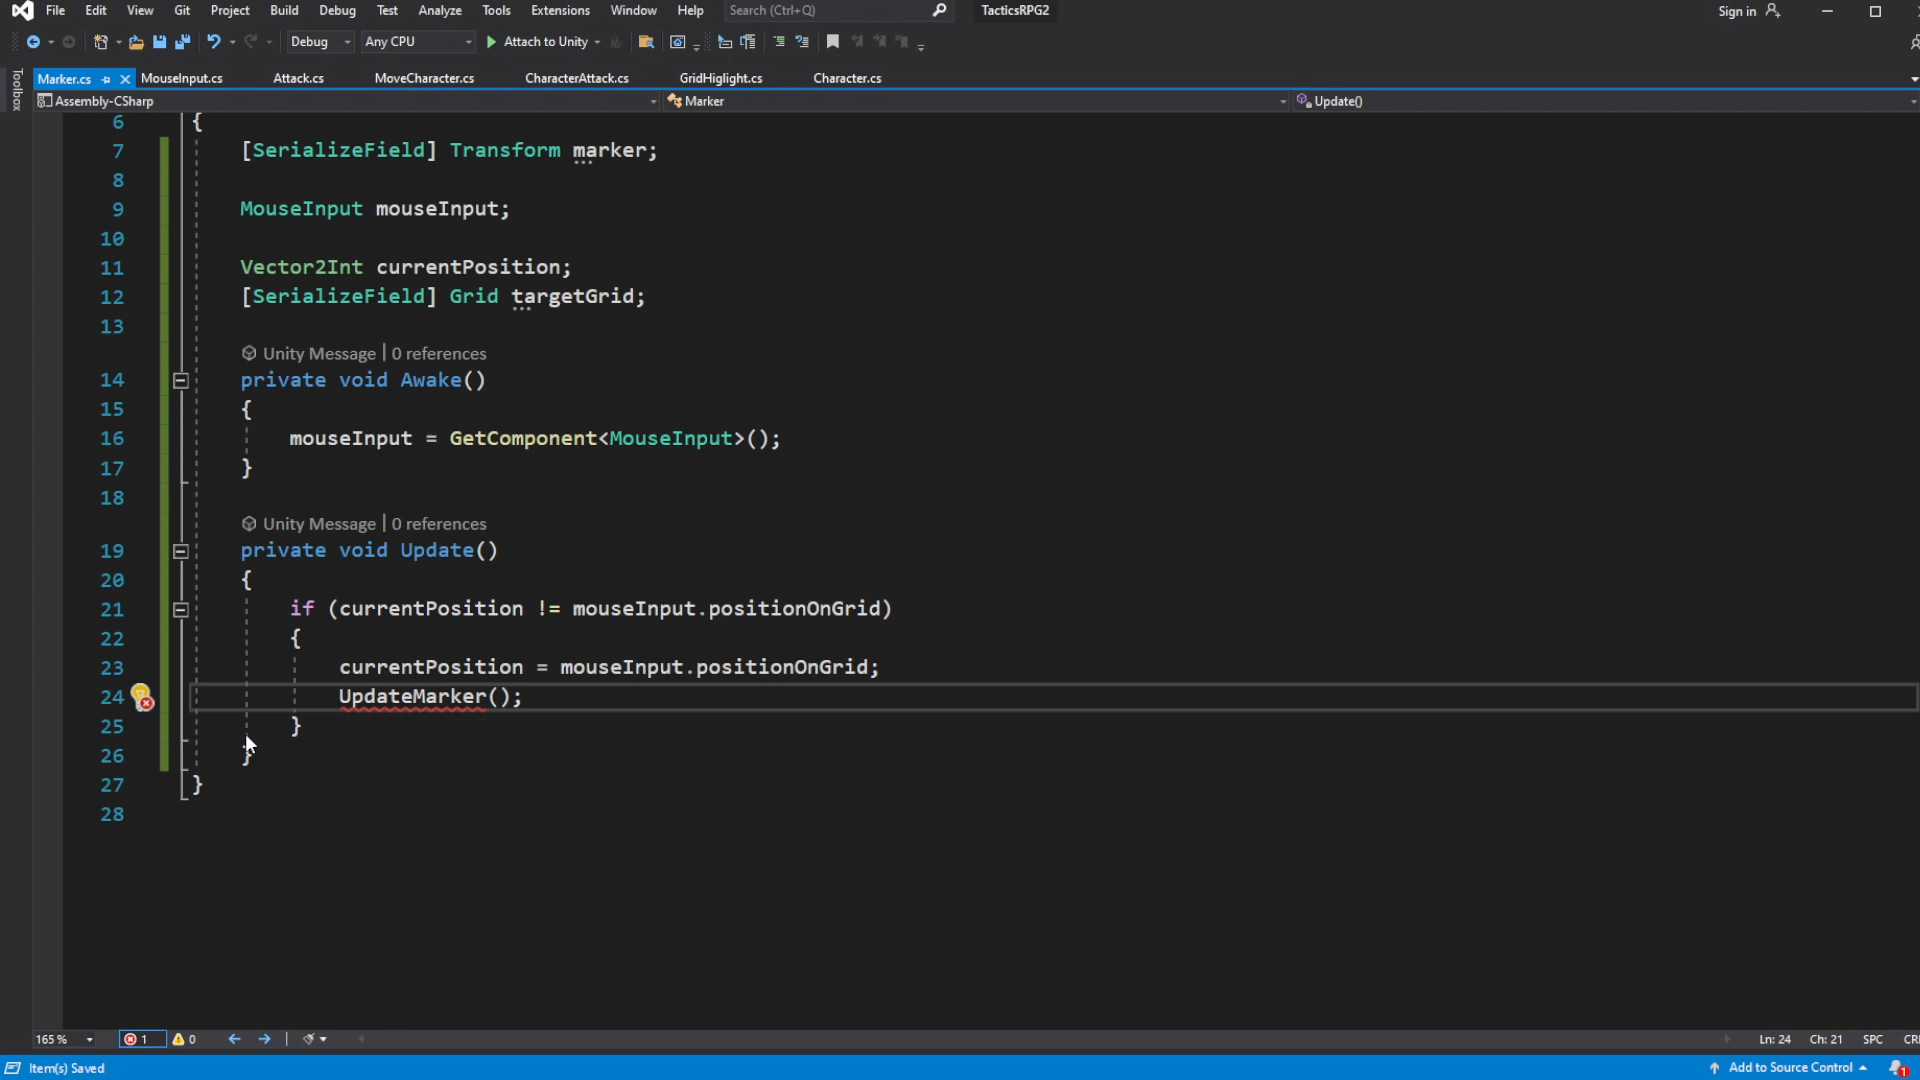 File Edit View Git Project Build Debug Test Analyze Tools Extensions Window Help Search (Ctrl+Q) TacticsRPG2 Sign in
Debug Any CPU Attach to Unity
Toolbox
Marker.cs MouseInput.cs Attack.cs MoveCharacter.cs CharacterAttack.cs GridHiglight.cs Character.cs
Assembly-CSharp Marker Update()
6 {
7 [SerializeField] Transform marker;
8
9 MouseInput mouseInput;
10
11 Vector2Int currentPosition;
12 [SerializeField] Grid targetGrid;
13
Unity Message | 0 references
14 private void Awake()
15 {
16 mouseInput = GetComponent<MouseInput>();
17 }
18
Unity Message | 0 references
19 private void Update()
20 {
21 if (currentPosition != mouseInput.positionOnGrid)
22 {
23 currentPosition = mouseInput.positionOnGrid;
24 UpdateMarker();
25 }
26 }
27 }
28
165 % 1 0 Ln: 24 Ch: 21 SPC CR
Item(s) Saved Add to Source Control 1